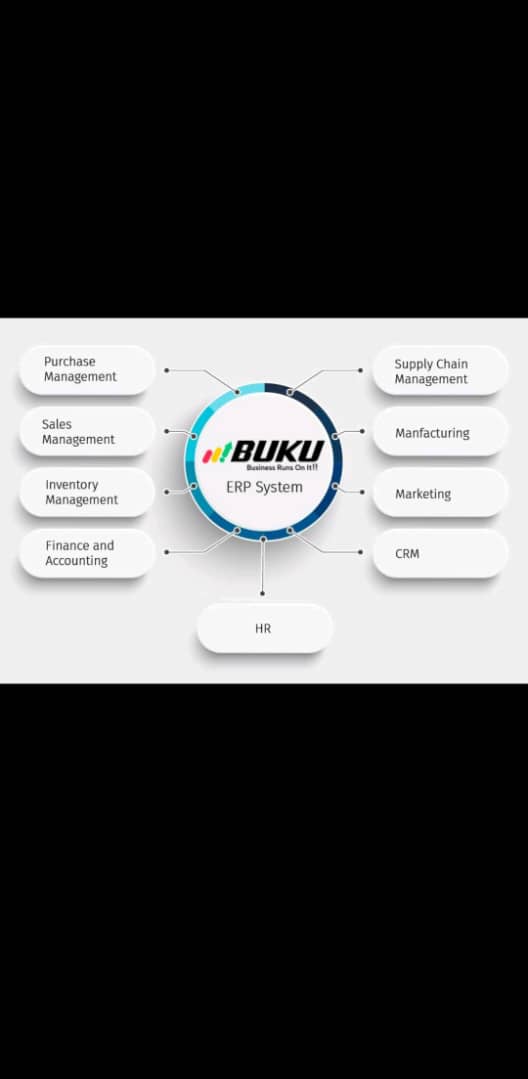 Purchase
Management
Sales
Management
Inventory
Management
Finance and
Accounting
BUKU
Business Runs On It!!
ERP System
Supply Chain
Management
Manfacturing
Marketing
CRM
HR